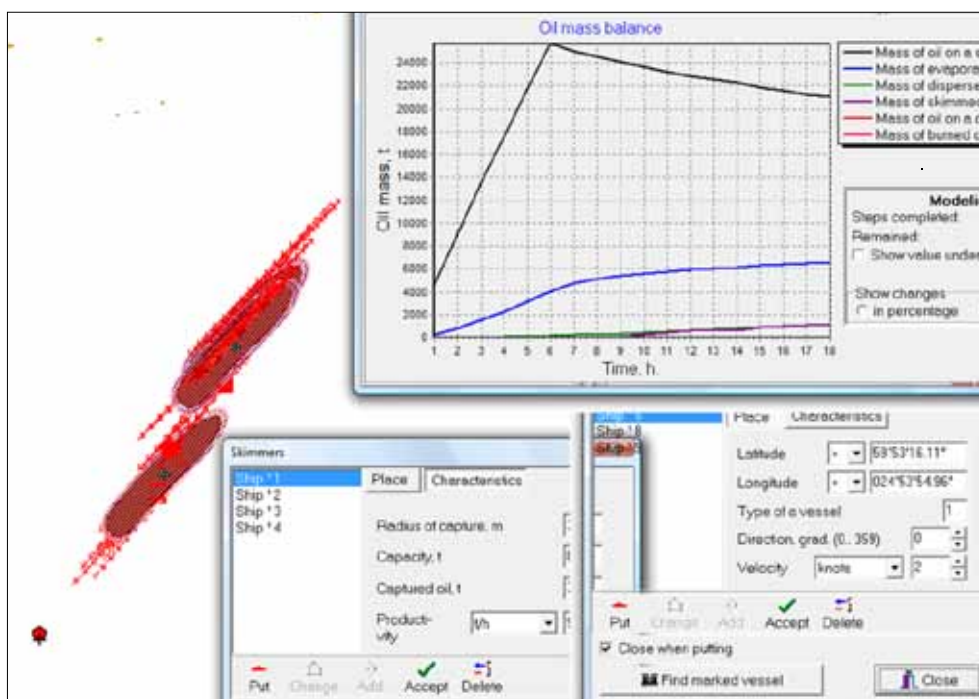 Oil mass balance
24000
22000
20000
18000
16000
14000
12000
10000
8000
6000
4000
2000
0
Oil mass, t
1 2 3 4 5 6 7 8 9 10 11 12 13 14 15 16 17 18
Time, h.
Mass of oil on a
Mass of
Mass of
Mass of
Mass of oil on a
Mass of burned
Steps completed:
Remained:
Show value under
Show changes
in percentage
Skimmers
Ship *1
Ship *2
Ship *3
Ship *4
Place Characteristics
Radius of capture, m
Capacity, t
Captured oil, t
Producti-
vity t/h
Put Change Add Accept Delete
Ship *8
Place Characteristics
Latitude + 59°53'16.11"
Longitude + 024°53'54.96"
Type of a vessel 1
Direction, grad. (0.. 359) 0
Velocity knots 2
Put Change Add Accept Delete
Close when putting
Find marked vessel Close